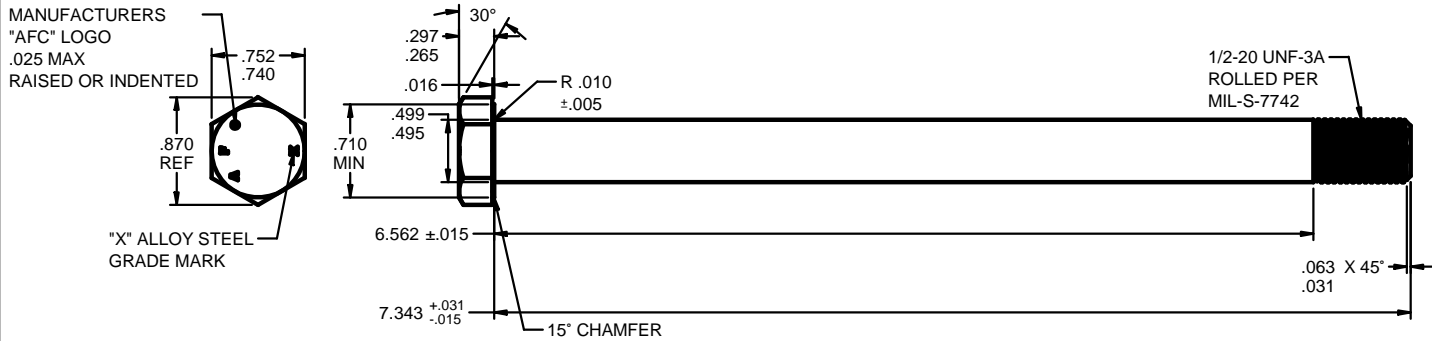 MANUFACTURERS
"AFC" LOGO
.025 MAX
RAISED OR INDENTED
.752
.740
.870
REF
"X" ALLOY STEEL
GRADE MARK
30°
.297
.265
.016
R .010
±.005
.499
.495
.710
MIN
1/2-20 UNF-3A
ROLLED PER
MIL-S-7742
6.562 ±.015
.063 X 45°
.031
7.343 +.031
-.015
15° CHAMFER